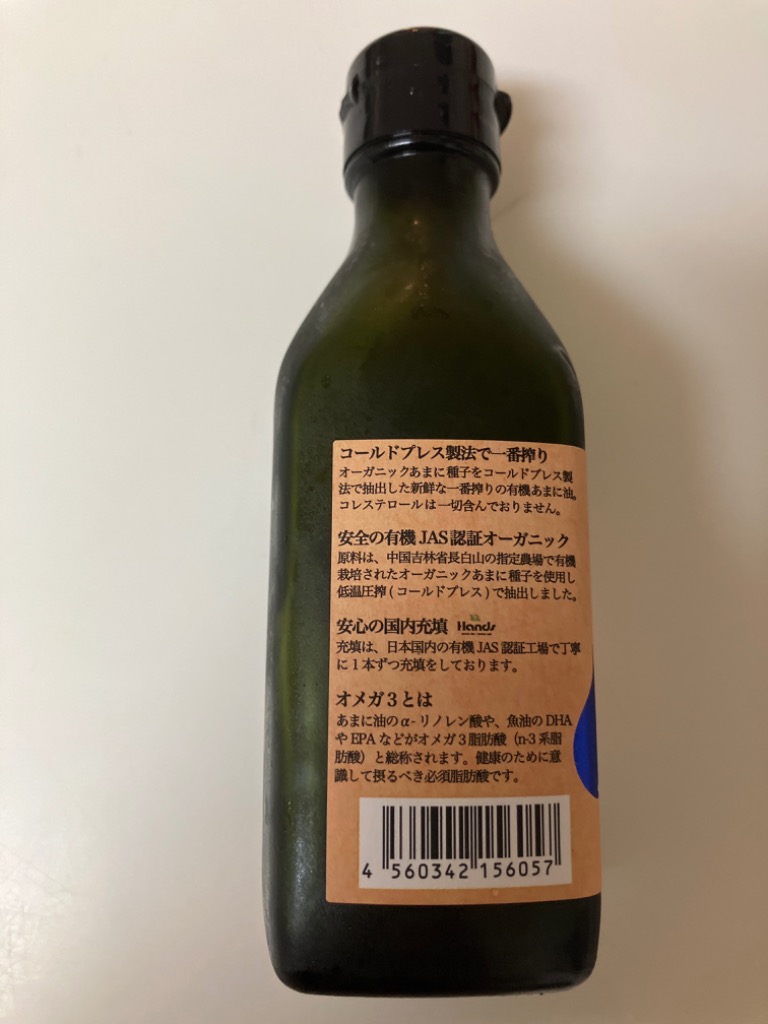 コールドプレス製法で一番搾り
オーガニックあまに種子をコールドプレス製
法で抽出した新鮮な一番搾りの有機あまに油。
コレステロールは一切含んでおりません。
安全の有機JAS認証オーガニック
原料は、中国吉林省長白山の指定農場で有機
栽培されたオーガニックあまに種子を使用し
低温圧搾(コールドプレス)で抽出しました。
安心の国内充填 Hands
充填は、日本国内の有機JAS認証工場で丁寧
に1本ずつ充填をしております。
オメガ3とは
あまに油のα-リノレン酸や、魚油のDHA
やEPAなどがオメガ3脂肪酸（n-3系脂
肪酸）と総称されます。健康のために意
識して摂るべき必須脂肪酸です。
4 560342 156057